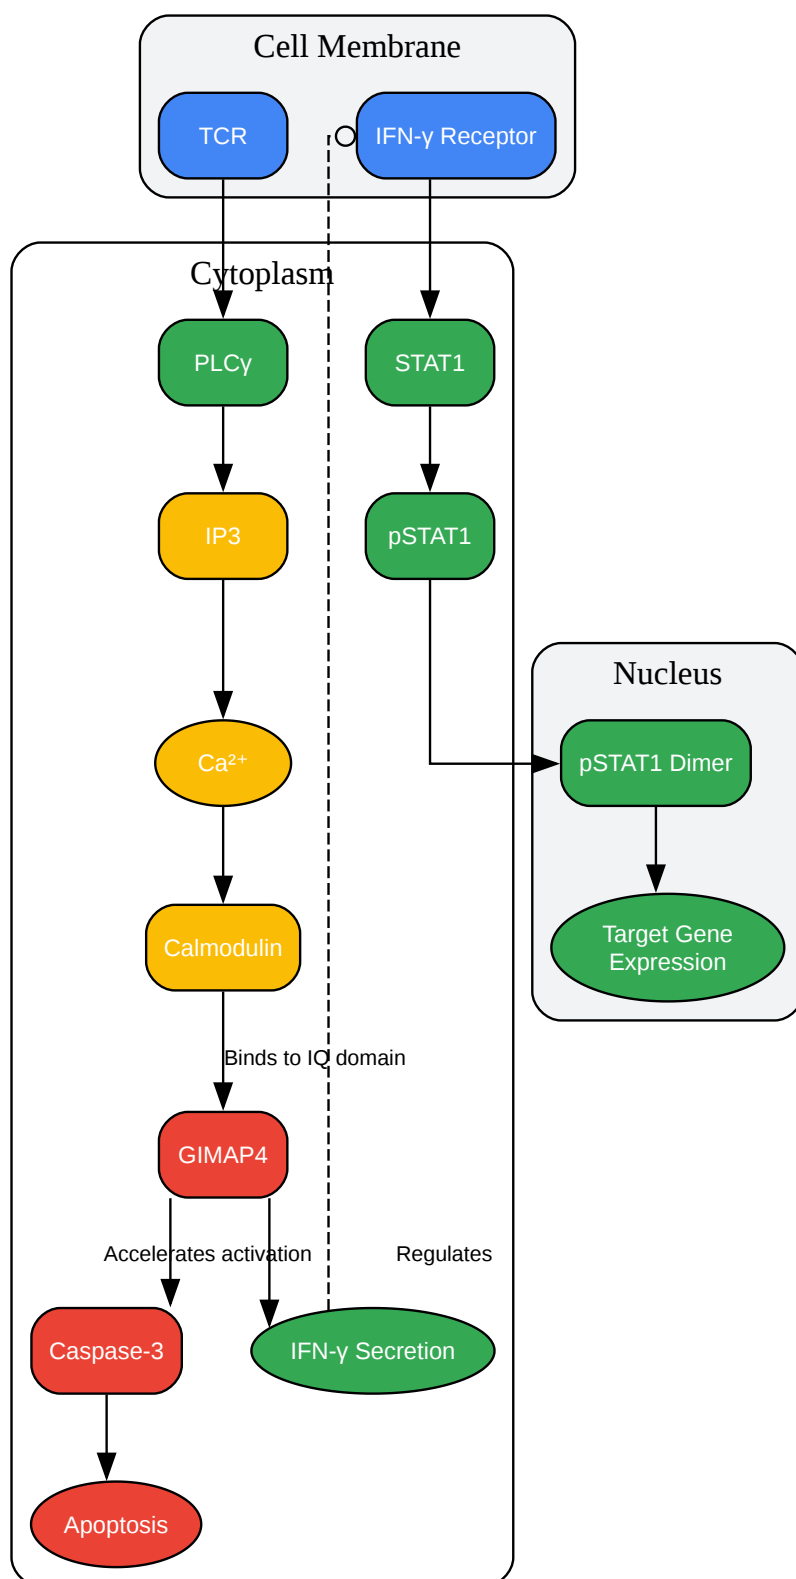 Cell Membrane
TCR
IFN-γ Receptor
Cytoplasm
PLCγ
STAT1
IP3
pSTAT1
Nucleus
Ca²⁺
pSTAT1 Dimer
Calmodulin
Target Gene
Expression
Binds to IQ domain
GIMAP4
Accelerates activation
Regulates
Caspase-3
IFN-γ Secretion
Apoptosis